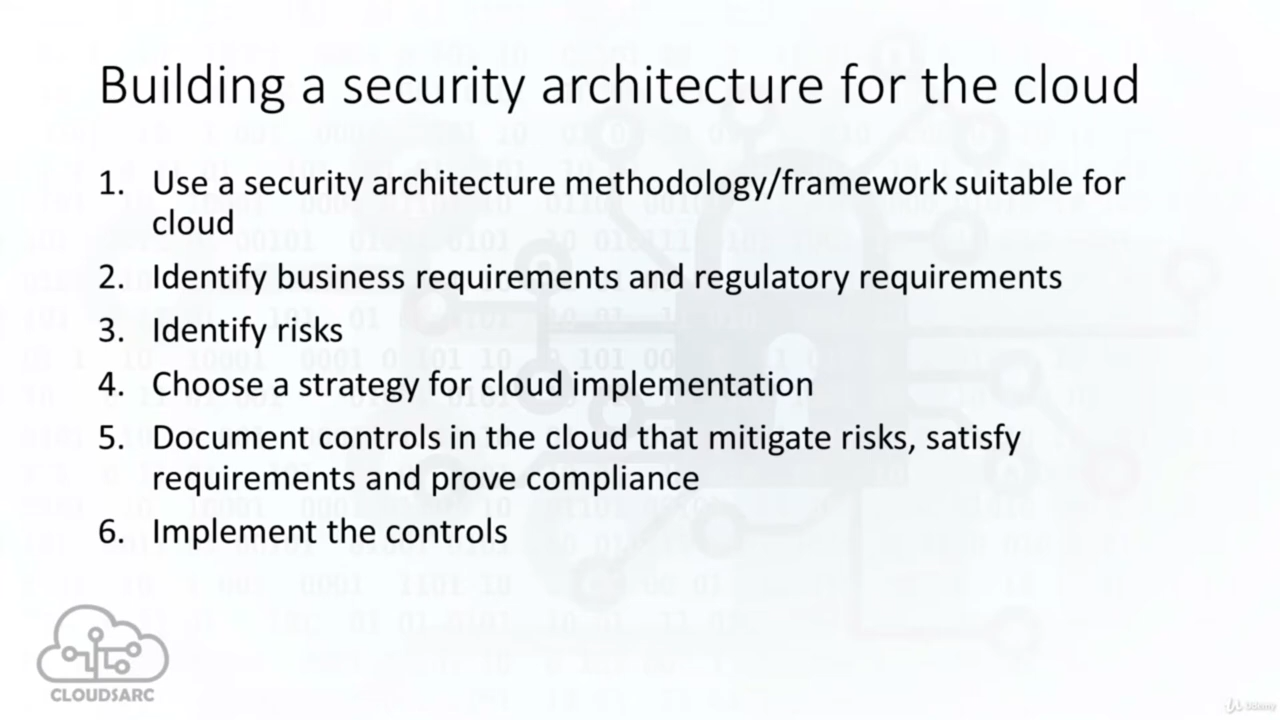 Building a security architecture for the cloud
1. Use a security architecture methodology/framework suitable for
cloud
2. Identify business requirements and regulatory requirements
3. Identify risks
4. Choose a strategy for cloud implementation
5. Document controls in the cloud that mitigate risks, satisfy
requirements and prove compliance
6. Implement the controls
CLOUDSARC
Udemy